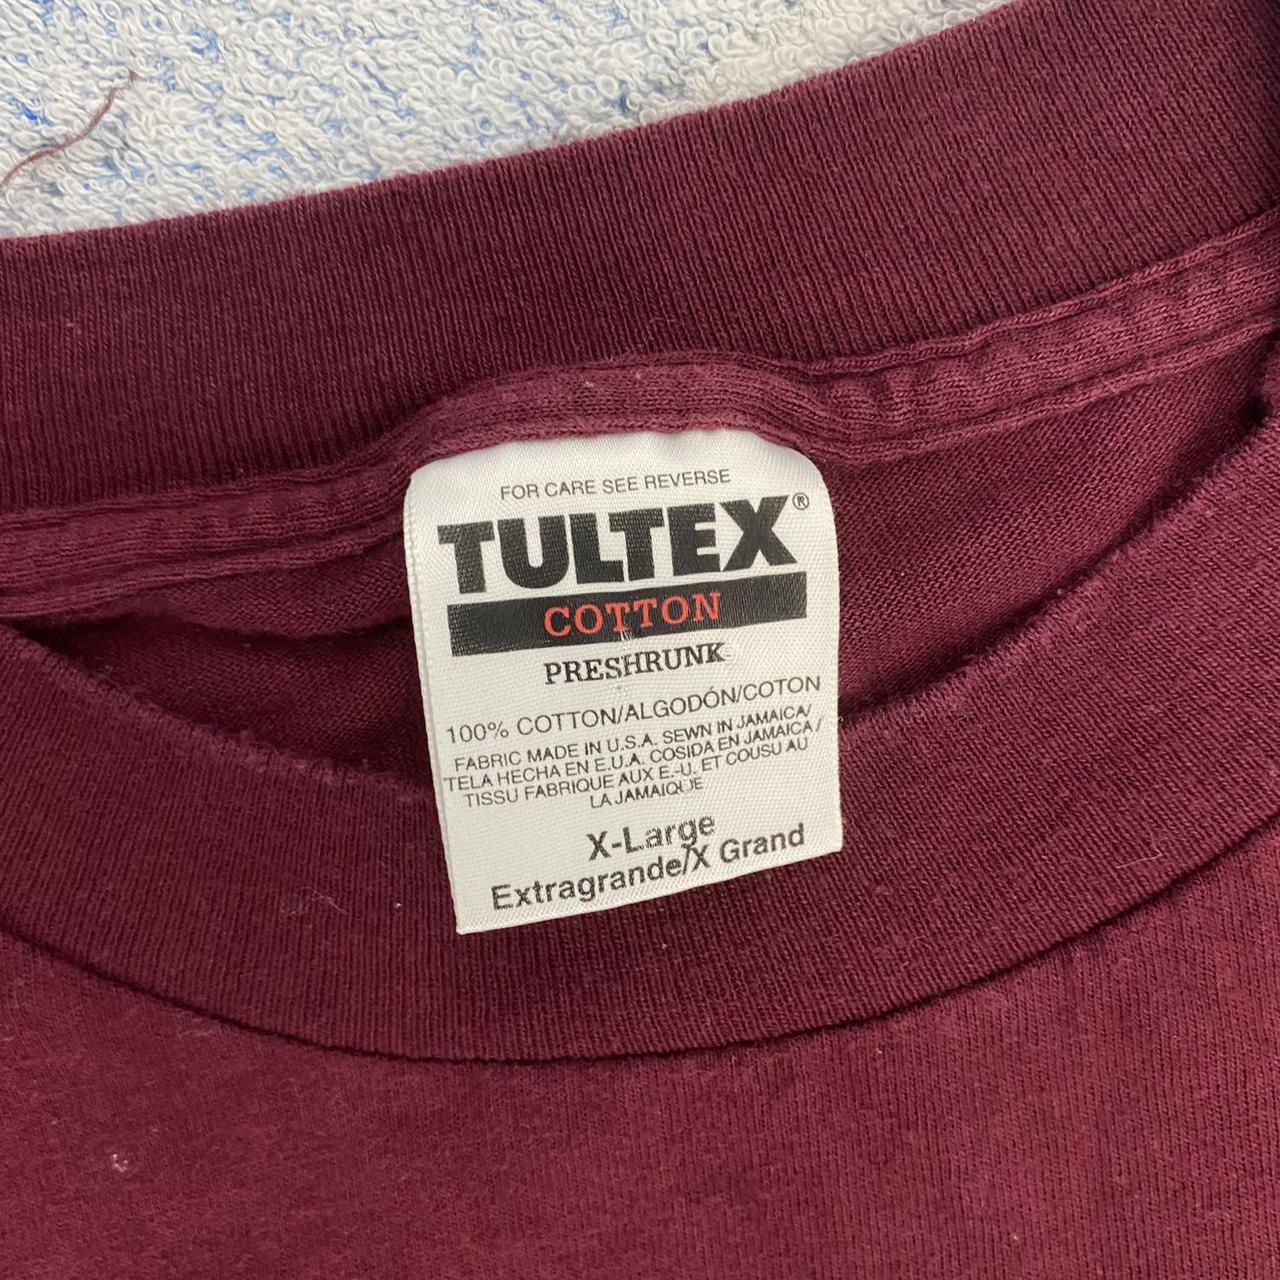 FOR CARE SEE REVERSE
TULTEX®
COTTON
PRESHRUNK
100% COTTON/ALGODÓN/COTON
FABRIC MADE IN U.S.A. SEWN IN JAMAICA/
TELA HECHA EN E.U.A. COSIDA EN JAMAICA /
TISSU FABRIQUE AUX E.-U. ET COUSU AU
LA JAMAIQUE
X-Large
Extragrande/X Grand